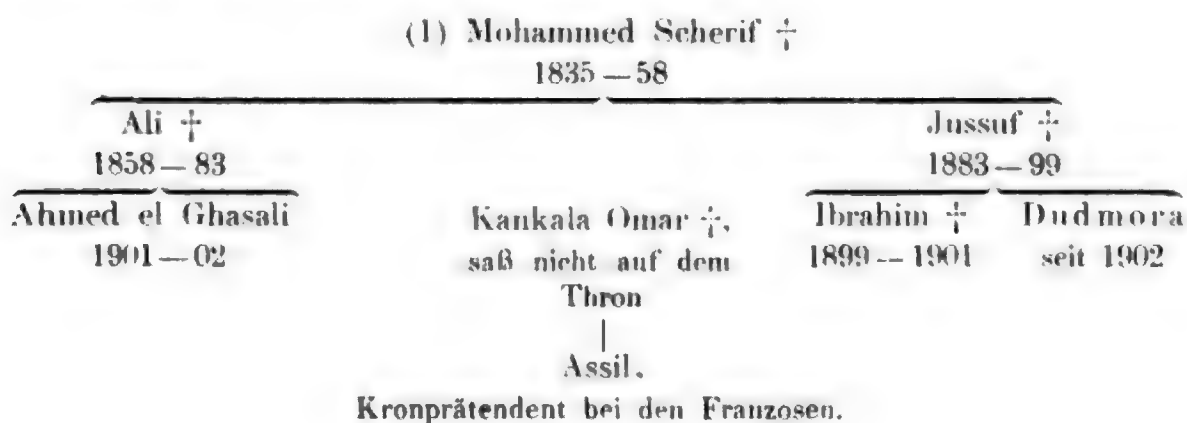 (1) Mohammed Scherif †
1835—58
Ali †
1858—83
Jussuf †
1883—99
Ahmed el Ghasali
1901—02
Kankala Omar †,
saß nicht auf dem
Thron
Ibrahim †
1899--1901
Dudmora
seit 1902
Assil.
Kronprätendent bei den Franzosen.